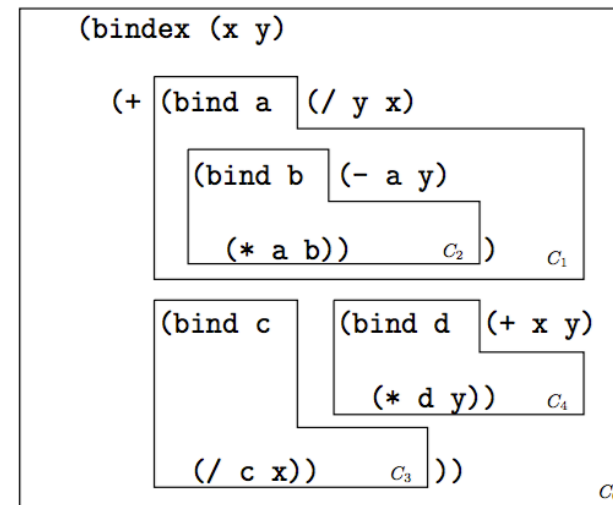 (bindex (x y)
(+ (bind a (/ y x)
(bind b (- a y)
(* a b)) C₂ ) C₁
(bind c (bind d (+ x y)
(* d y)) C₄
(/ c x)) C₃ ))